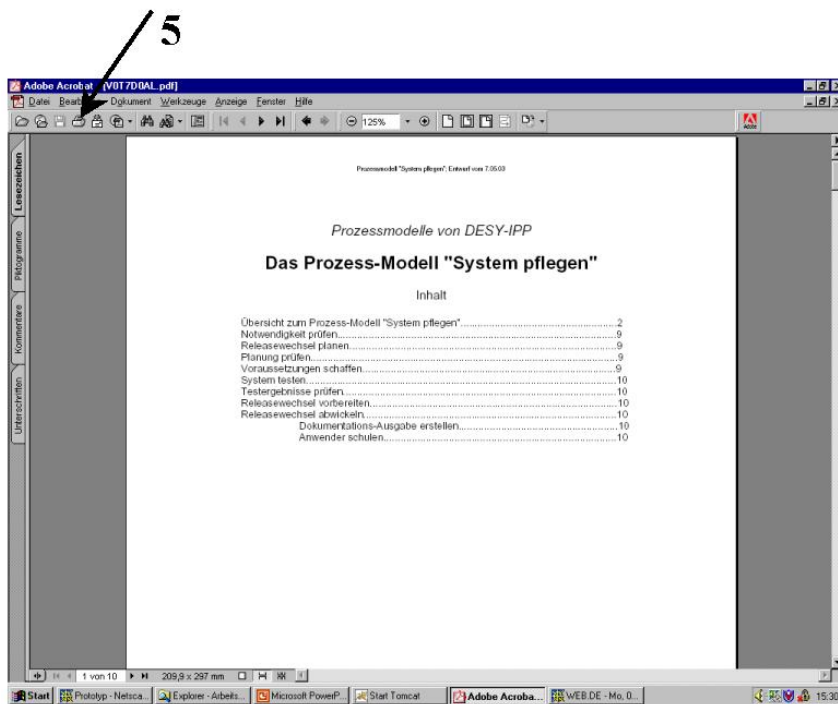 5
Adobe Acrobat - [V0T7D0AL.pdf]
Datei Bearb Dokument Werkzeuge Anzeige Fenster Hilfe
125%
Adobe
Lesezeichen
Piktogramme
Kommentare
Unterschriften
Prozessmodell "System pflegen"; Entwurf vom 7.05.03
Prozessmodelle von DESY-IPP
Das Prozess-Modell "System pflegen"
Inhalt
Übersicht zum Prozess-Modell "System pflegen"....2
Notwendigkeit prüfen....9
Releasewechsel planen....9
Planung prüfen....9
Voraussetzungen schaffen....9
System testen....10
Testergebnisse prüfen....10
Releasewechsel vorbereiten....10
Releasewechsel abwickeln....10
Dokumentations-Ausgabe erstellen....10
Anwender schulen....10
1 von 10 209,9 x 297 mm
Start Prototyp - Netsca... Explorer - Arbeits... Microsoft PowerP... Start Tomcat Adobe Acroba... WEB.DE - Mo, 0... 15:30